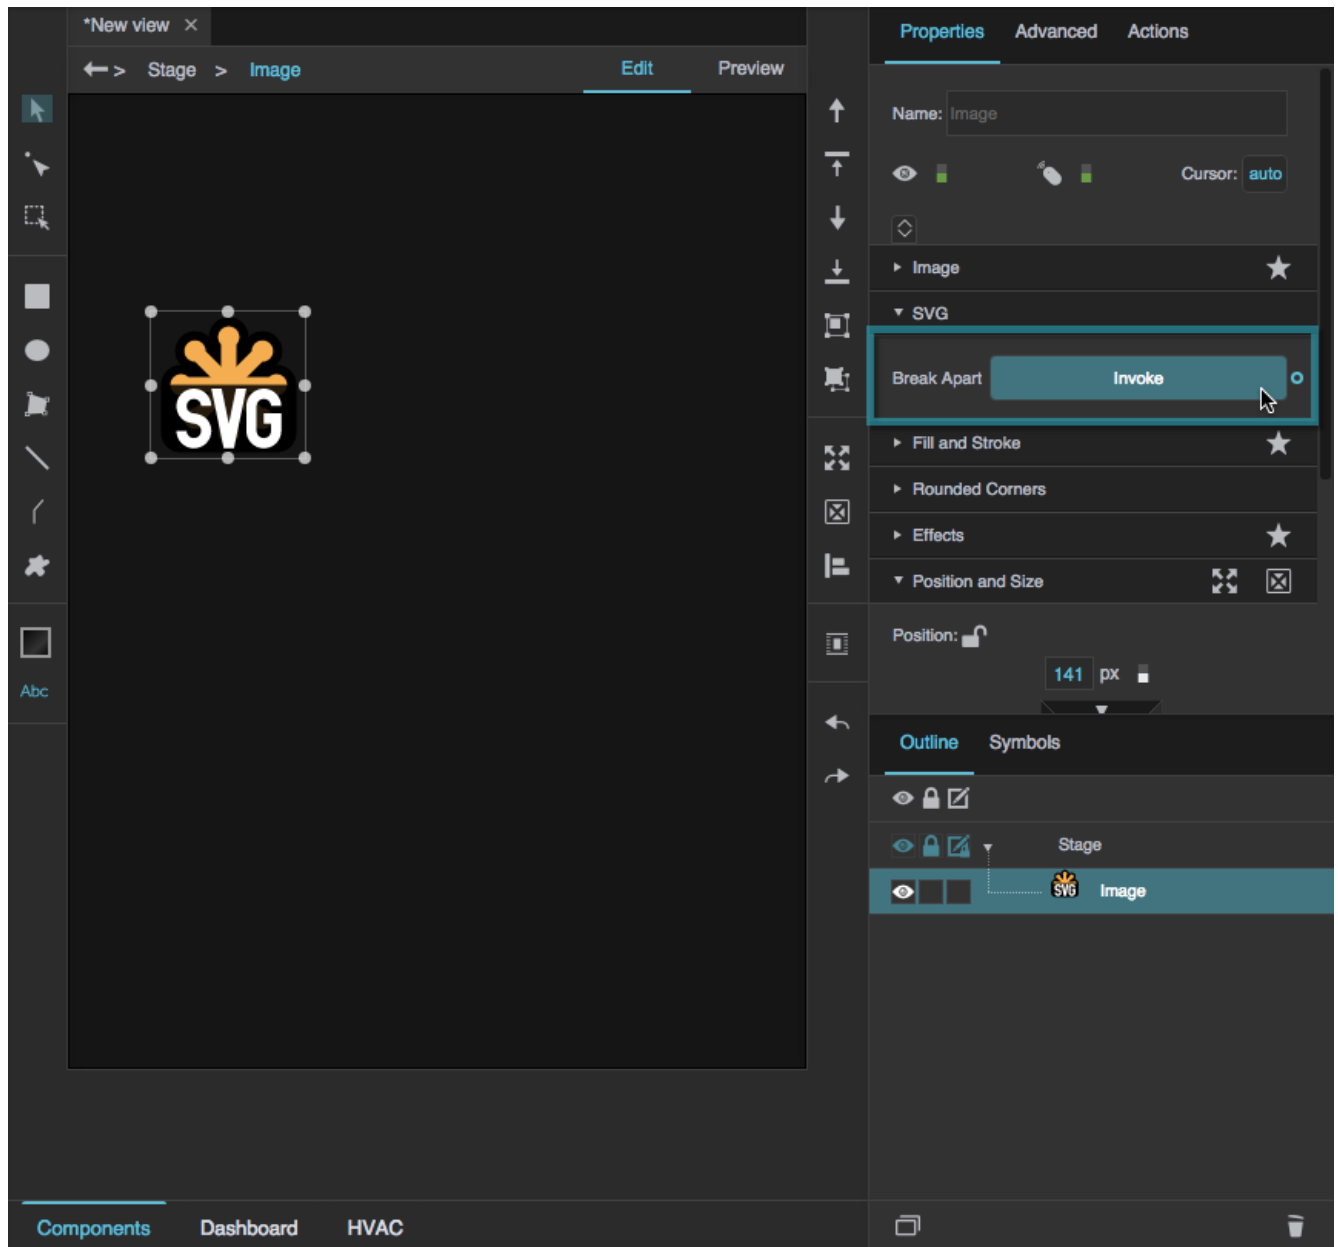 *New view ×
Properties Advanced Actions
> Stage > Image
Edit Preview
Name: Image
Cursor: auto
Image
SVG
Break Apart Invoke
SVG
Fill and Stroke
Rounded Corners
Effects
Position and Size
Position:
141 px
Abc
Outline Symbols
Stage
SVG Image
Components Dashboard HVAC